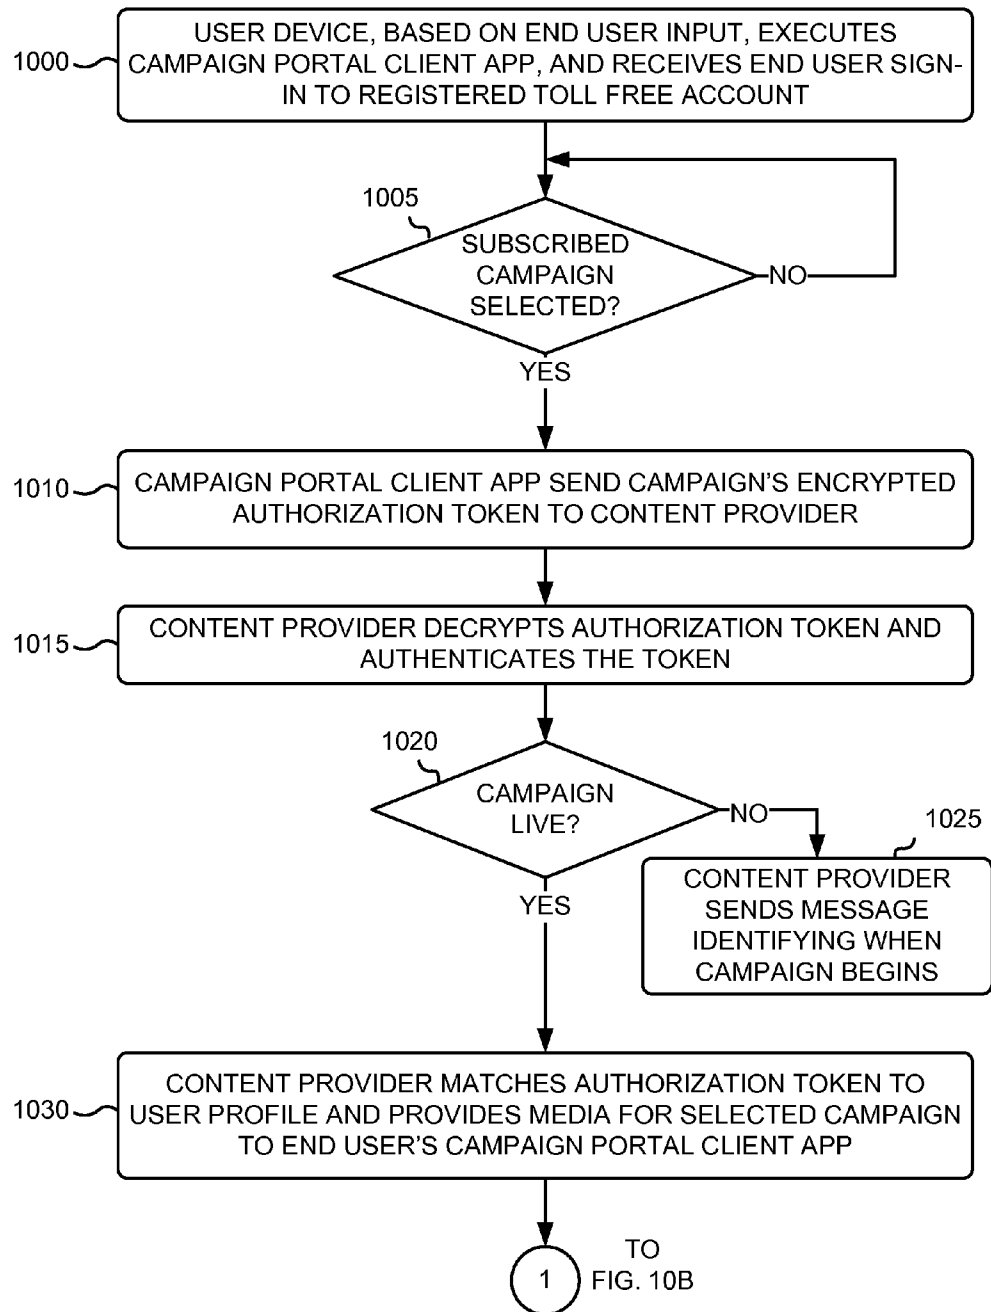 USER DEVICE, BASED ON END USER INPUT, EXECUTES
1000
CAMPAIGN PORTAL CLIENT APP, AND RECEIVES END USER SIGN-
IN TO REGISTERED TOLL FREE ACCOUNT
1005
SUBSCRIBED
CAMPAIGN
SELECTED?
NO
YES
1010
CAMPAIGN PORTAL CLIENT APP SEND CAMPAIGN'S ENCRYPTED
AUTHORIZATION TOKEN TO CONTENT PROVIDER
1015
CONTENT PROVIDER DECRYPTS AUTHORIZATION TOKEN AND
AUTHENTICATES THE TOKEN
1020
CAMPAIGN
LIVE?
NO
1025
CONTENT PROVIDER
SENDS MESSAGE
IDENTIFYING WHEN
CAMPAIGN BEGINS
YES
1030
CONTENT PROVIDER MATCHES AUTHORIZATION TOKEN TO
USER PROFILE AND PROVIDES MEDIA FOR SELECTED CAMPAIGN
TO END USER'S CAMPAIGN PORTAL CLIENT APP
1
TO
FIG. 10B